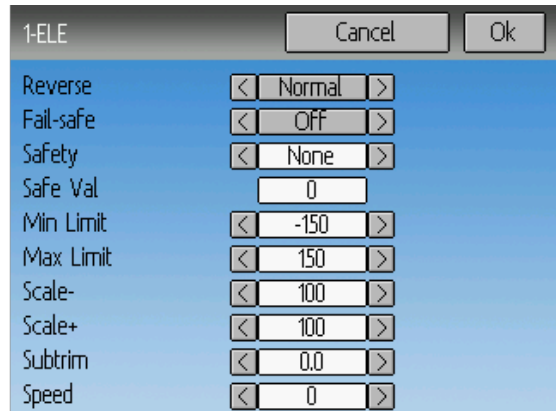 1-ELE Cancel Ok
Reverse < Normal >
Fail-safe < Off >
Safety < None >
Safe Val 0
Min Limit < -150 >
Max Limit < 150 >
Scale- < 100 >
Scale+ < 100 >
Subtrim < 0.0 >
Speed < 0 >